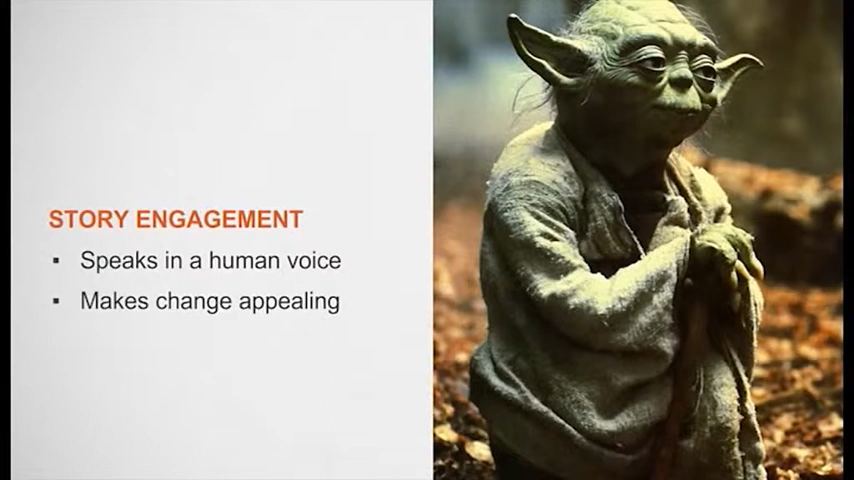 STORY ENGAGEMENT
▪ Speaks in a human voice
▪ Makes change appealing